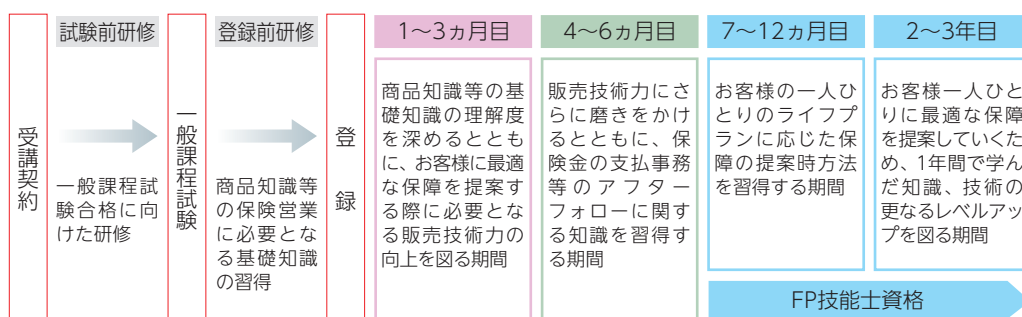 受講契約
試験前研修
一般課程試
験合格に向
けた研修
一般課程試験
登録前研修
商品知識等
の保険営業
に必要とな
る基礎知識
の習得
登録
1～3ヵ月目
商品知識等の基
礎知識の理解度
を深めるととも
に、お客様に最適
な保障を提案す
る際に必要とな
る販売技術力の
向上を図る期間
4～6ヵ月目
販売技術力にさ
らに磨きをかけ
るとともに、保
険金の支払事務
等のアフター
フォローに関す
る知識を習得す
る期間
7～12ヵ月目
お客様の一人ひ
とりのライフプ
ランに応じた保
障の提案時方法
を習得する期間
2～3年目
お客様一人ひと
りに最適な保障
を提案していくた
め、1年間で学ん
だ知識、技術の
更なるレベルアッ
プを図る期間
FP技能士資格